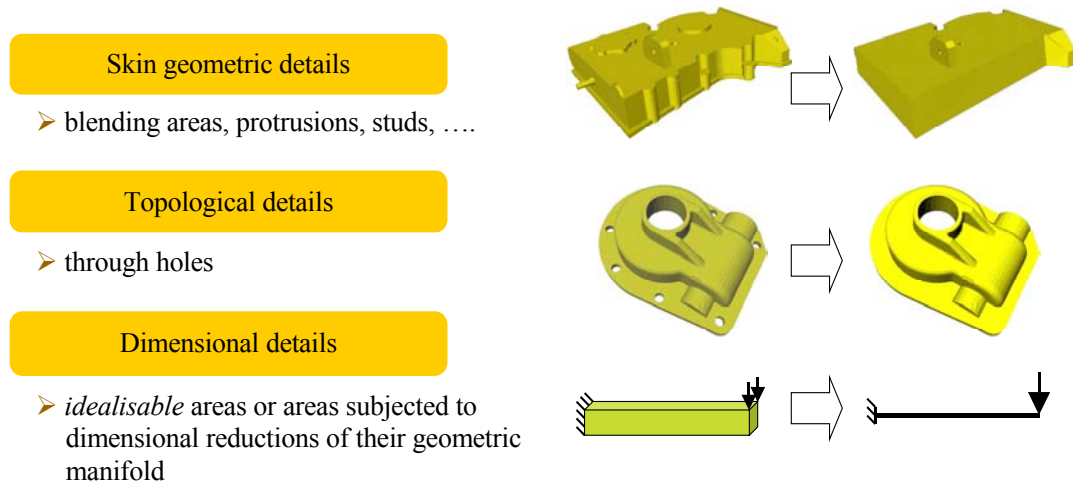 Skin geometric details
➢ blending areas, protrusions, studs, ….
Topological details
➢ through holes
Dimensional details
➢ idealisable areas or areas subjected to
dimensional reductions of their geometric
manifold